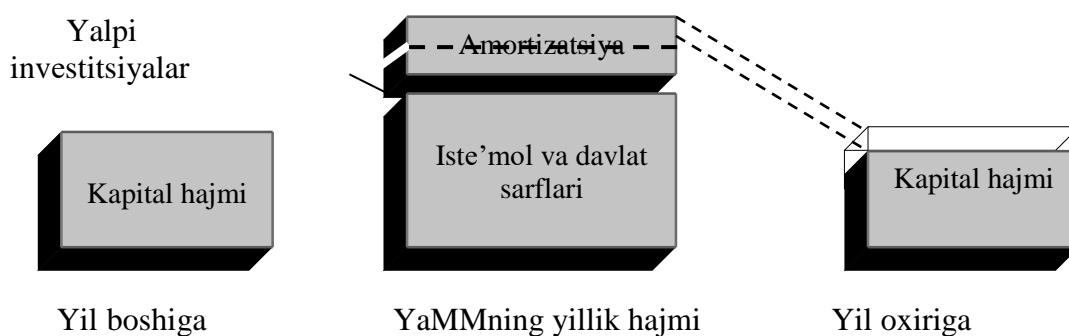 Yalpi
investitsiyalar
Amortizatsiya
Kapital hajmi
Iste’mol va davlat
sarflari
Kapital hajmi
Yil boshiga
YaMMning yillik hajmi
Yil oxiriga